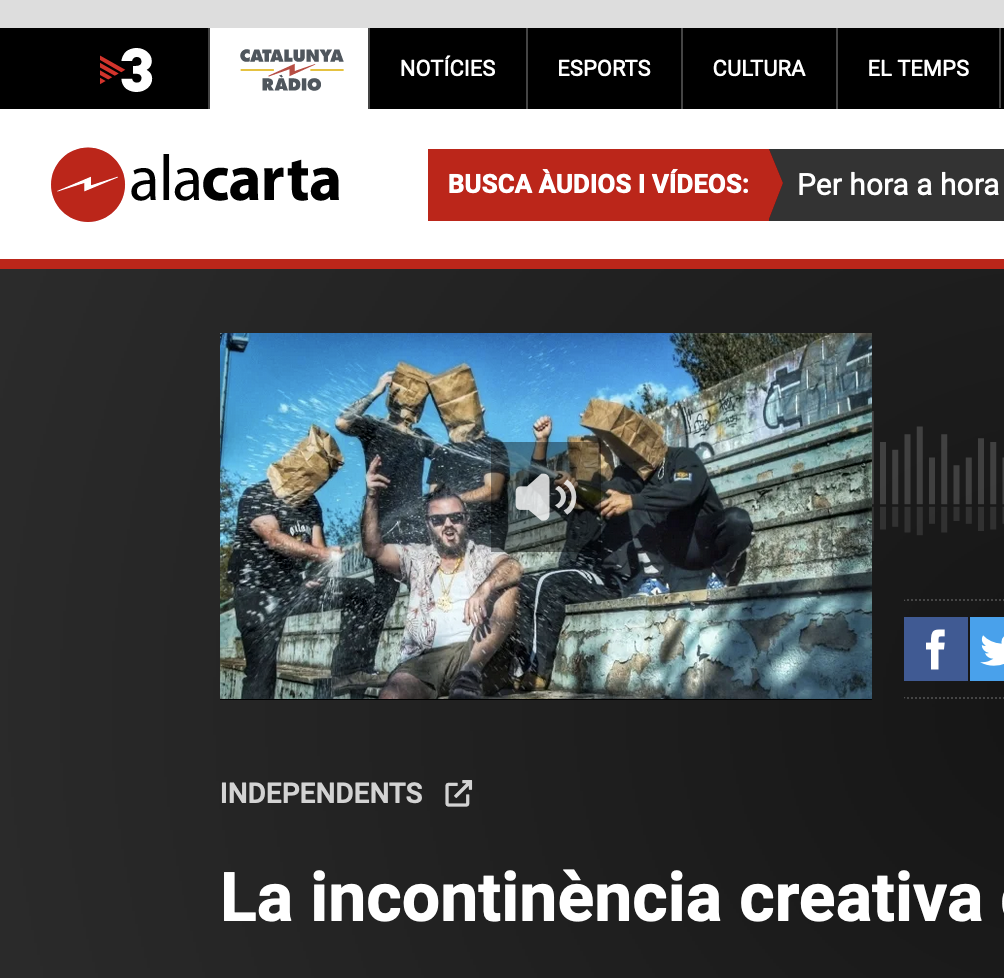 3
CATALUNYA
RÀDIO
NOTÍCIES
ESPORTS
CULTURA
EL TEMPS
alacarta
BUSCA ÀUDIOS I VÍDEOS:
Per hora a hora
INDEPENDENTS
La incontinència creativa